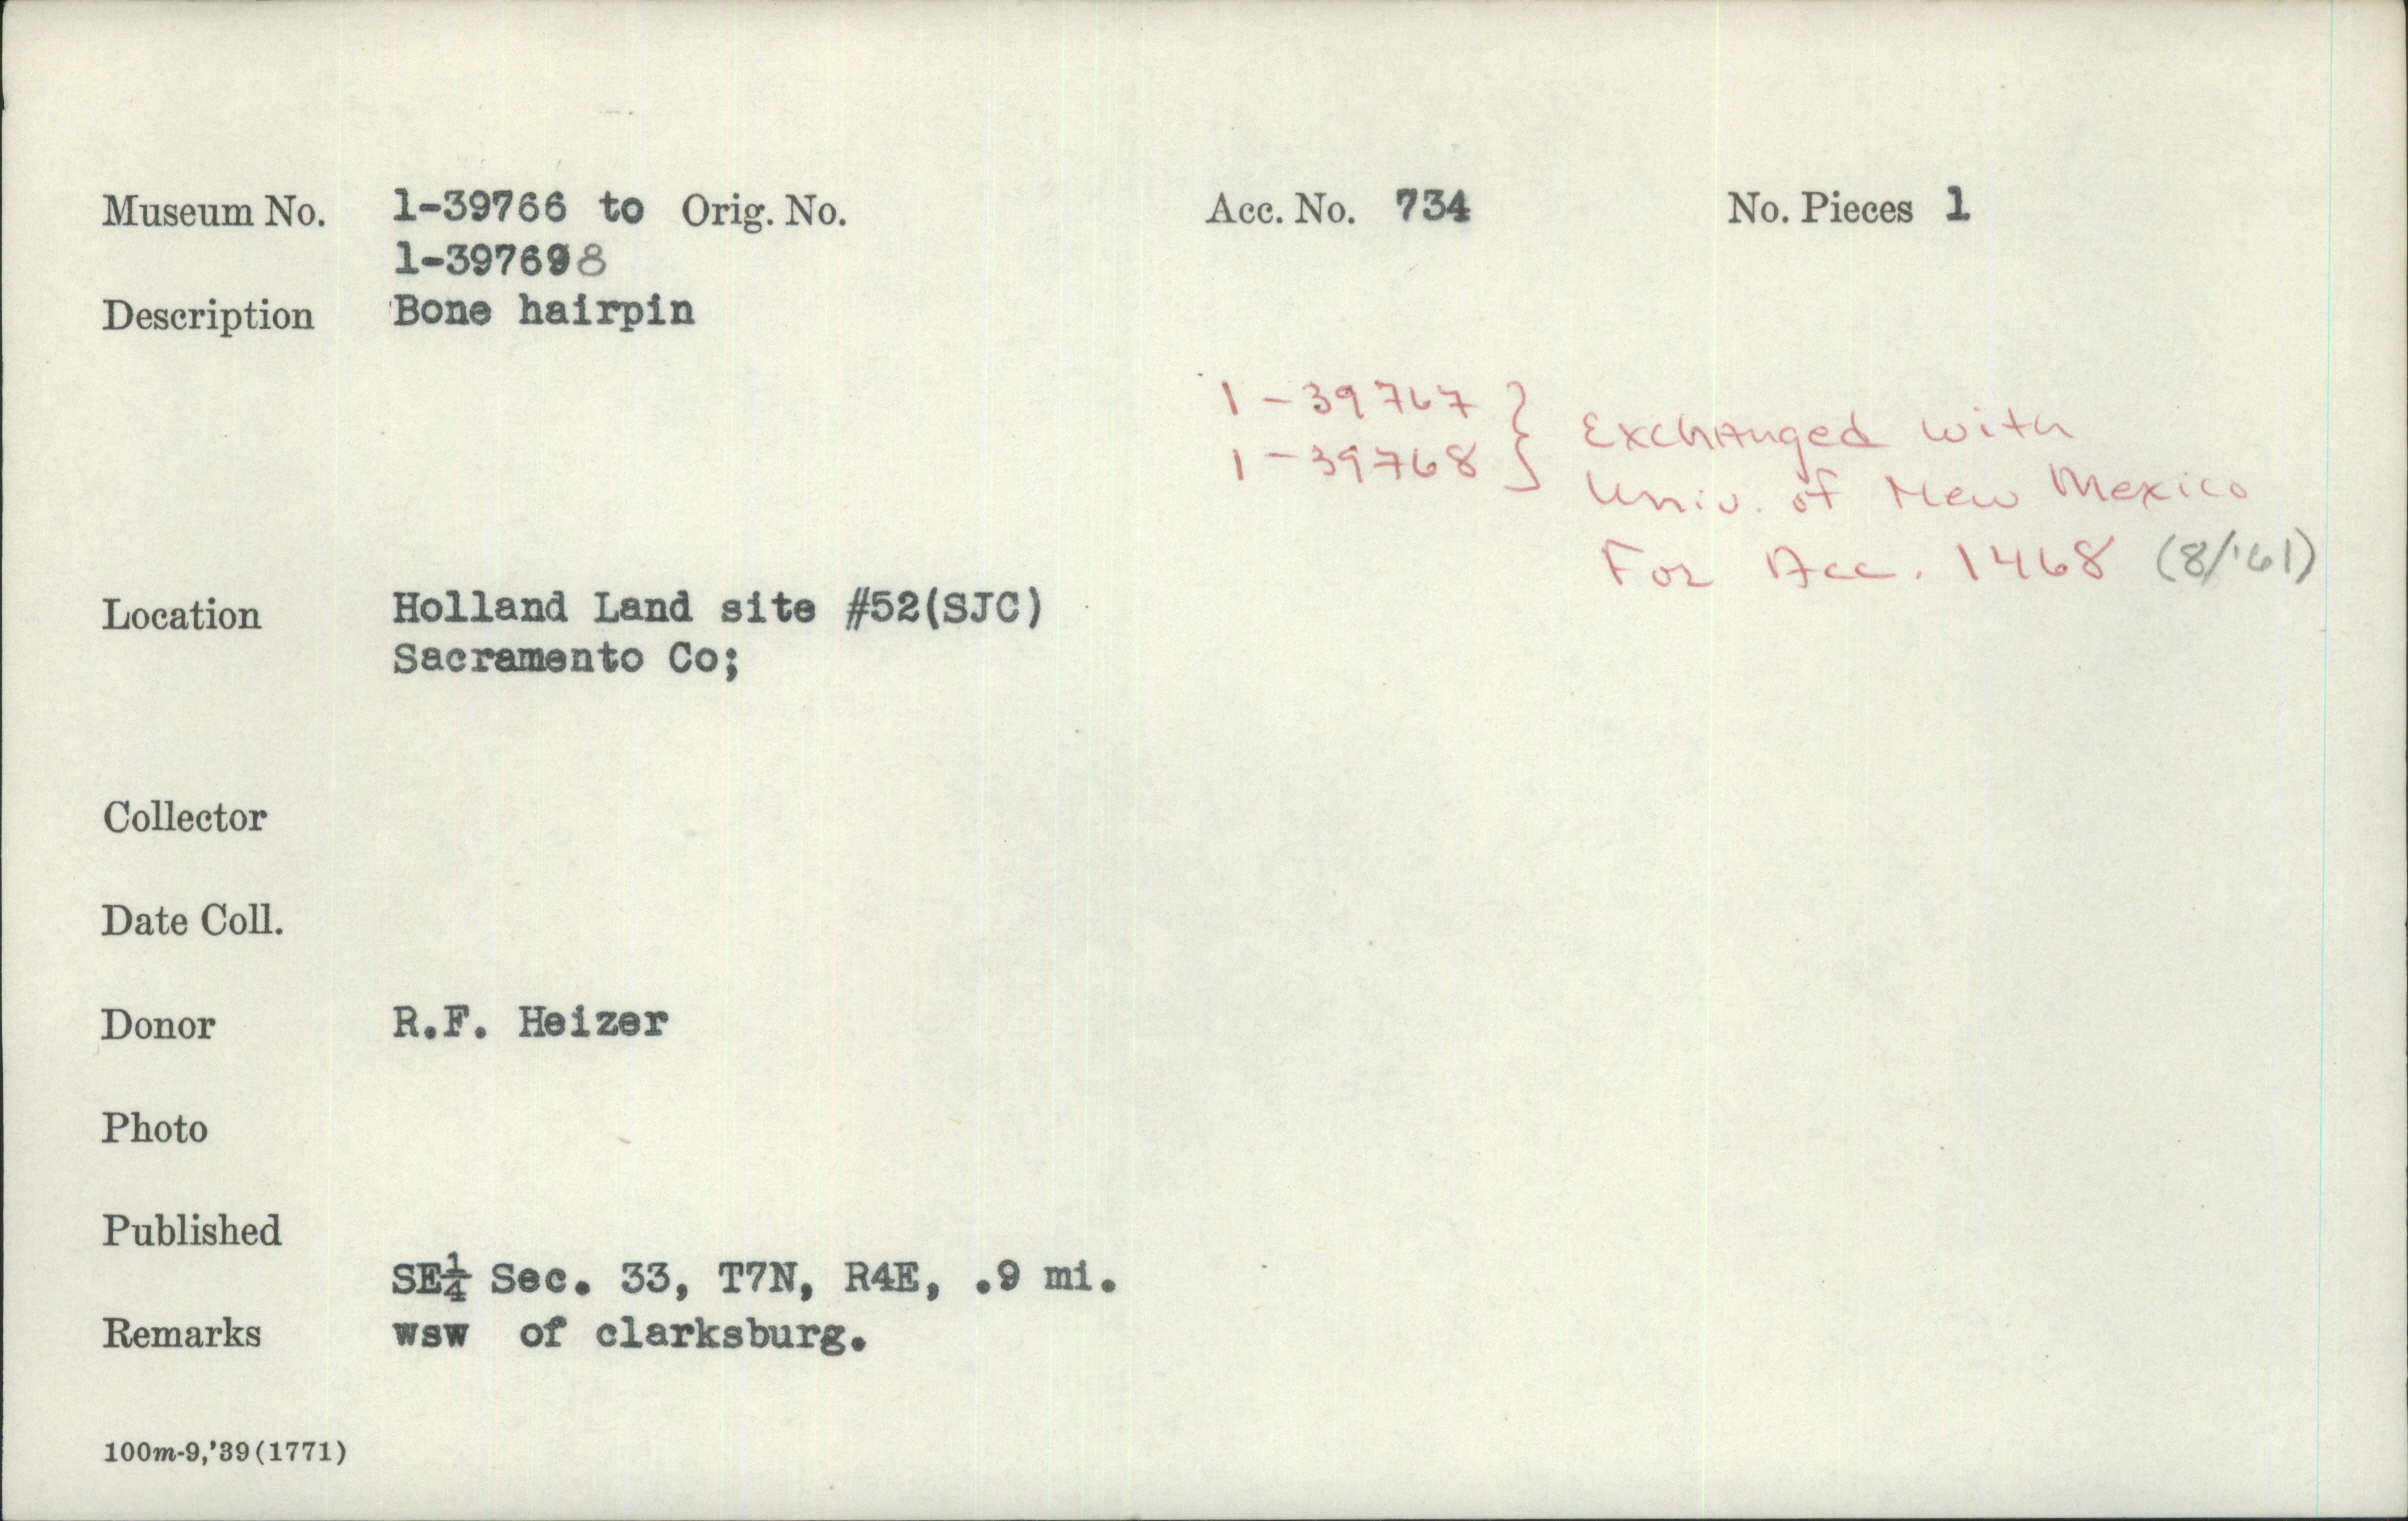 Museum No. 1-39766 to Orig. No. Acc. No. 734 No. Pieces 1
1-397698
Description Bone hairpin
1-39767 }
1-39768 } Exchanged with
Univ. of New Mexico
For Acc. 1468 (8/'61)
Location Holland Land site #52(SJC)
Sacramento Co;
Collector
Date Coll.
Donor R.F. Heizer
Photo
Published
SE¼ Sec. 33, T7N, R4E, .9 mi.
Remarks wsw of clarksburg.
100m-9,'39(1771)